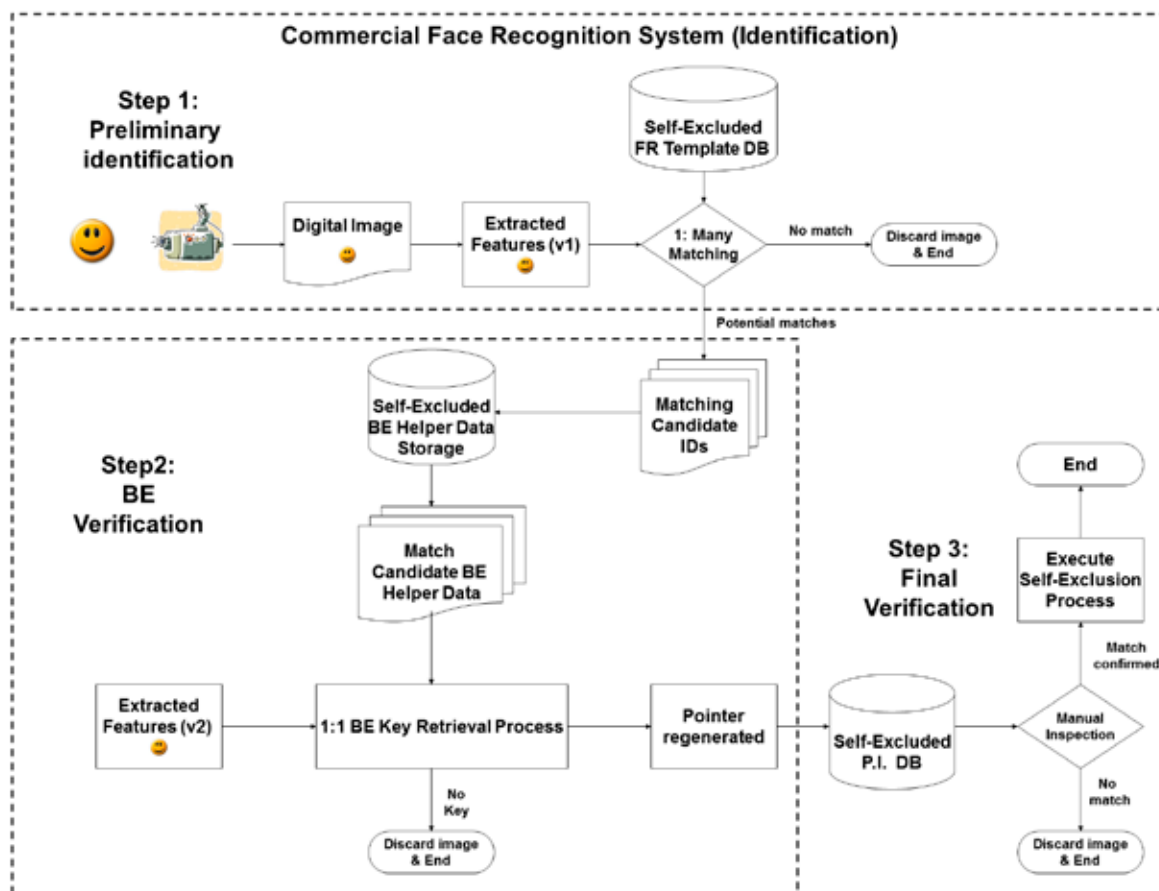 Commercial Face Recognition System (Identification)
Step 1:
Preliminary
identification
Self-Excluded
FR Template DB
Digital Image
Extracted
Features (v1)
1: Many
Matching
No match
Discard image
& End
Potential matches
Self-Excluded
BE Helper Data
Storage
Matching
Candidate
IDs
Step2:
BE
Verification
Match
Candidate BE
Helper Data
End
Step 3:
Final
Verification
Execute
Self-Exclusion
Process
Match
confirmed
Extracted
Features (v2)
1:1 BE Key Retrieval Process
Pointer
regenerated
Self-Excluded
P.I. DB
Manual
Inspection
No
Key
Discard image
& End
No
match
Discard image
& End